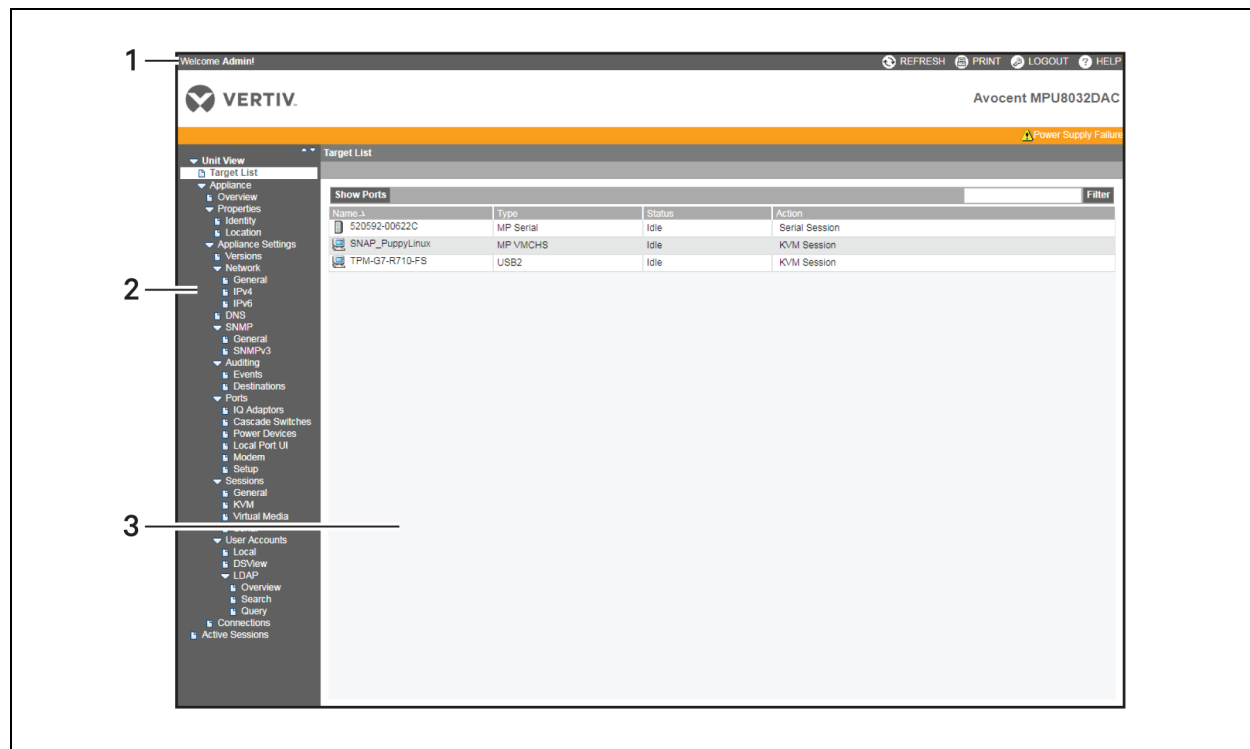 1
Welcome Admin!
REFRESH PRINT LOGOUT ? HELP
VERTIV.
Avocent MPU8032DAC
Power Supply Failure
Unit View
Target List
Appliance
Overview
Properties
Identity
Location
Appliance Settings
Versions
Network
General
IPv4
IPv6
DNS
SNMP
General
SNMPv3
Auditing
Events
Destinations
Ports
IQ Adaptors
Cascade Switches
Power Devices
Local Port UI
Modem
Setup
Sessions
General
KVM
Virtual Media
User Accounts
Local
DSView
LDAP
Overview
Search
Query
Connections
Active Sessions
2
Target List
Show Ports
Filter
Name Type Status Action
520592-00622C MP Serial Idle Serial Session
SNAP_PuppyLinux MP VMCHS Idle KVM Session
TPM-G7-R710-FS USB2 Idle KVM Session
3